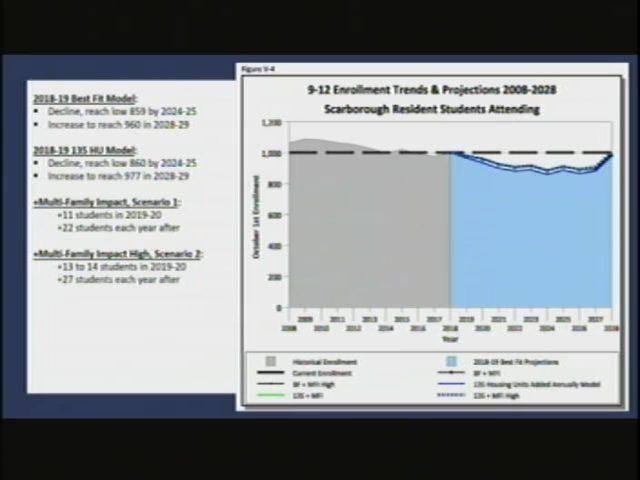 2018-19 Best Fit Model:
▪ Decline, reach low 859 by 2024-25
▪ Increase to reach 960 in 2028-29
2018-19 135 HU Model:
▪ Decline, reach low 860 by 2024-25
▪ Increase to reach 977 in 2028-29
+Multi-Family Impact, Scenario 1:
+11 students in 2019-20
+22 students each year after
+Multi-Family Impact High, Scenario 2:
+13 to 14 students in 2019-20
+27 students each year after
Figure V-4
9-12 Enrollment Trends & Projections 2008-2028
Scarborough Resident Students Attending
1,200
1,000
800
600
400
200
0
October 1st Enrollment
2009 2011 2013 2015 2017 2019 2021 2023 2025 2027
2008 2010 2012 2014 2016 2018 2020 2022 2024 2026 2028
Year
Historical Enrollment
2018-19 Best Fit Projections
Current Enrollment
BF + MFI
BF + MFI High
135 Housing Units Added Annually Model
135 + MFI
135 + MFI High